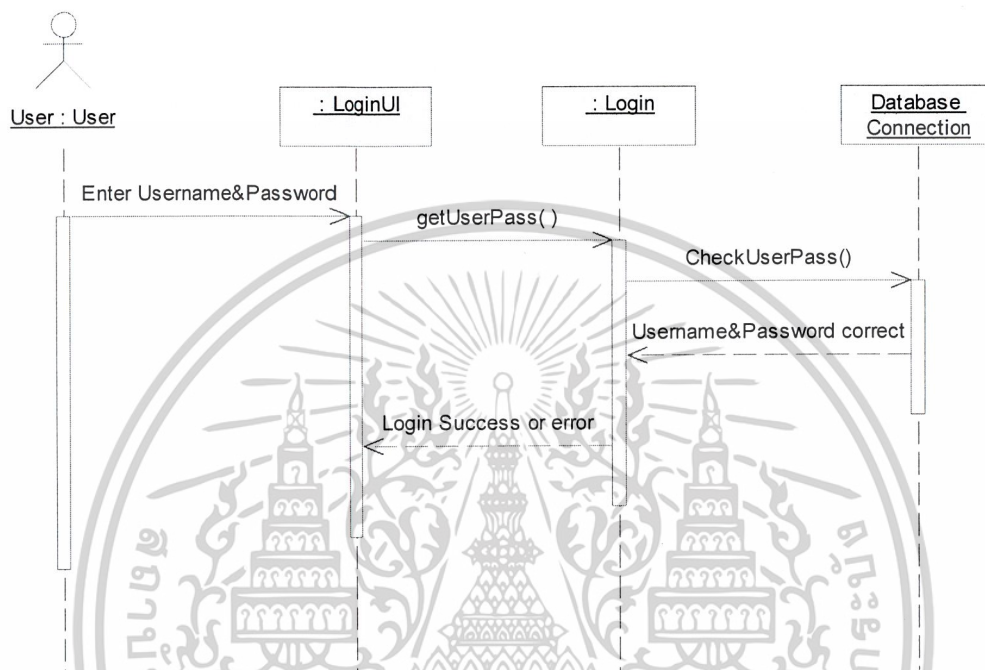 User : User
: LoginUI
: Login
Database
Connection
Enter Username&Password
getUserPass( )
CheckUserPass()
Username&Password correct
Login Success or error